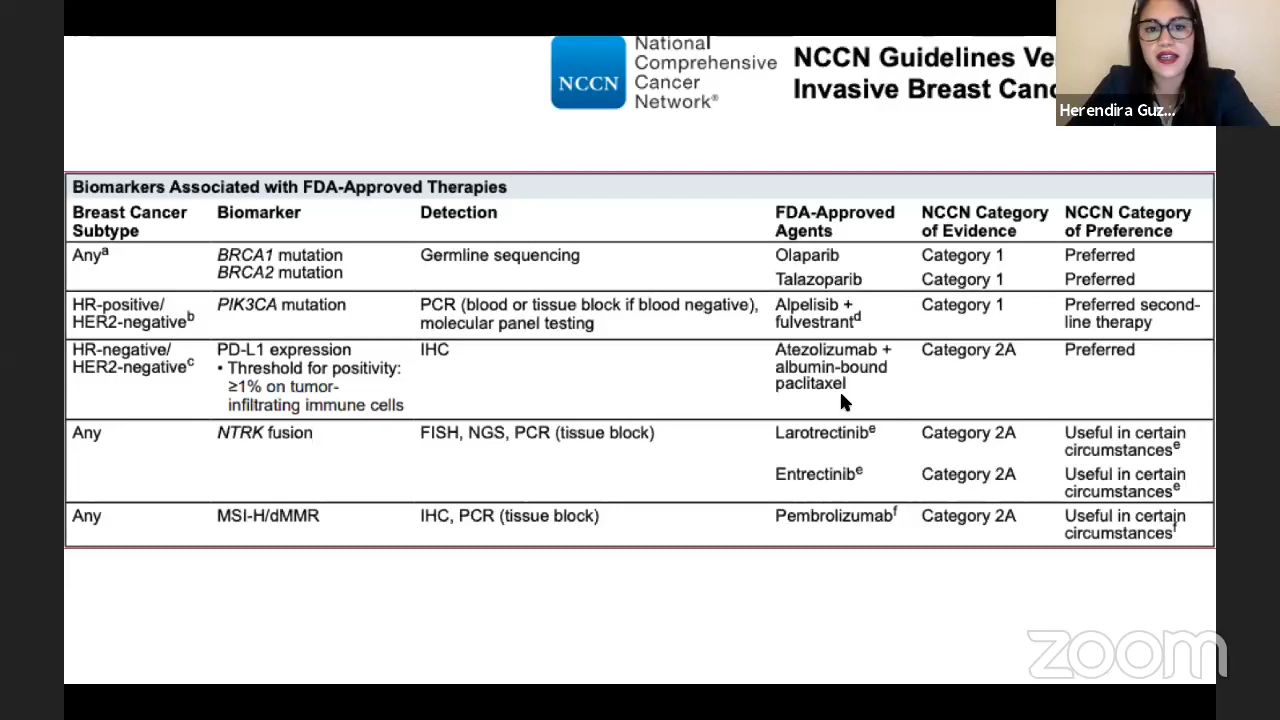 National
Comprehensive
Cancer
Network®
NCCN
NCCN Guidelines Ve
Invasive Breast Canc
Herendira Guz...
Biomarkers Associated with FDA-Approved Therapies
Breast Cancer Subtype Biomarker Detection FDA-Approved Agents NCCN Category of Evidence NCCN Category of Preference
Anyᵃ BRCA1 mutation Germline sequencing Olaparib Category 1 Preferred
BRCA2 mutation Talazoparib Category 1 Preferred
HR-positive/ PIK3CA mutation PCR (blood or tissue block if blood negative), Alpelisib + Category 1 Preferred second-
HER2-negativeᵇ molecular panel testing fulvestrantᵈ line therapy
HR-negative/ PD-L1 expression IHC Atezolizumab + Category 2A Preferred
HER2-negativeᶜ • Threshold for positivity: albumin-bound
≥1% on tumor- paclitaxel
infiltrating immune cells
Any NTRK fusion FISH, NGS, PCR (tissue block) Larotrectinibᵉ Category 2A Useful in certain
circumstancesᵉ
Entrectinibᵉ Category 2A Useful in certain
circumstancesᵉ
Any MSI-H/dMMR IHC, PCR (tissue block) Pembrolizumabᶠ Category 2A Useful in certain
circumstancesᶠ
zoom